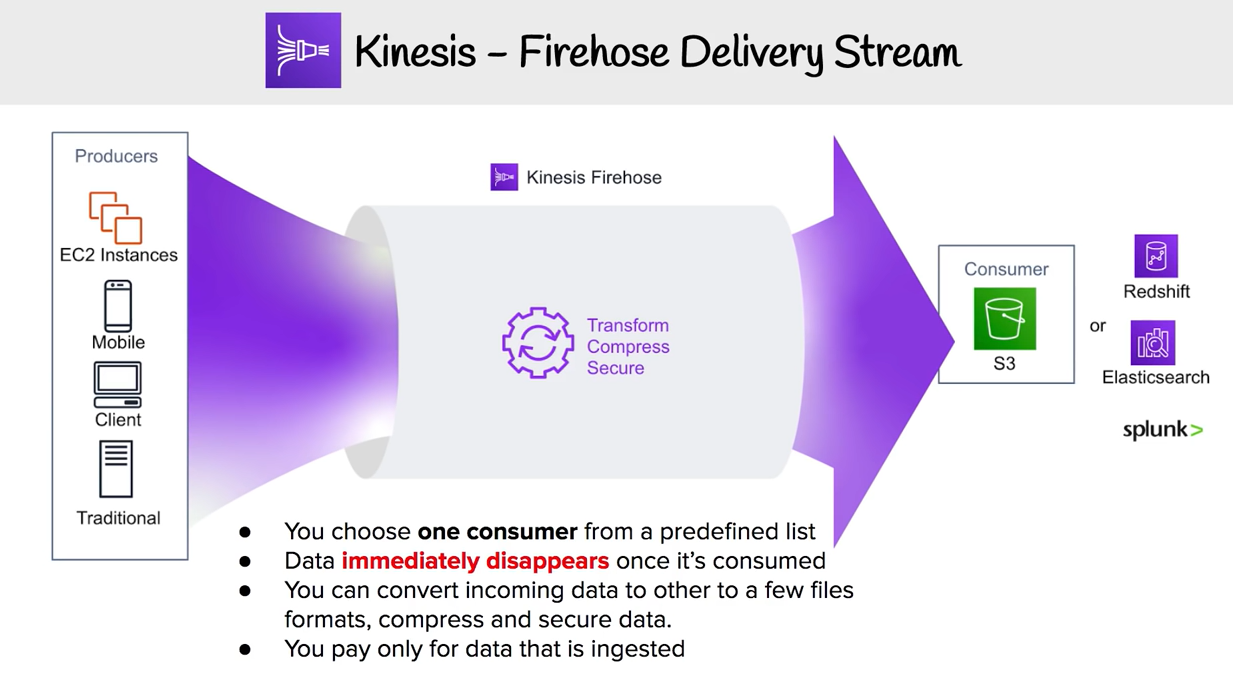 Kinesis – Firehose Delivery Stream
Producers
EC2 Instances
Mobile
Client
Traditional
Kinesis Firehose
Transform
Compress
Secure
Consumer
S3
or
Redshift
Elasticsearch
splunk>
● You choose one consumer from a predefined list
● Data immediately disappears once it's consumed
● You can convert incoming data to other to a few files
formats, compress and secure data.
● You pay only for data that is ingested